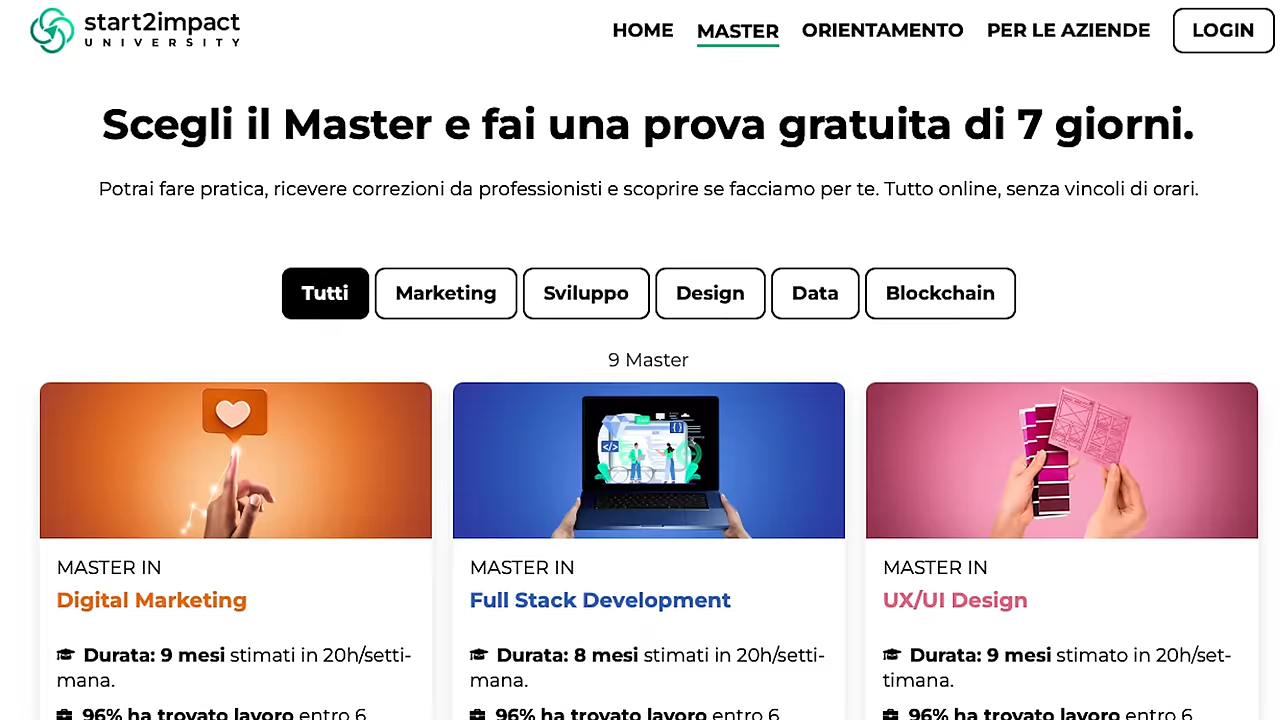 start2impact
UNIVERSITY
HOME MASTER ORIENTAMENTO PER LE AZIENDE LOGIN
Scegli il Master e fai una prova gratuita di 7 giorni.
Potrai fare pratica, ricevere correzioni da professionisti e scoprire se facciamo per te. Tutto online, senza vincoli di orari.
Tutti Marketing Sviluppo Design Data Blockchain
9 Master
MASTER IN
Digital Marketing
Durata: 9 mesi stimati in 20h/setti-
mana.
96% ha trovato lavoro entro 6
MASTER IN
Full Stack Development
Durata: 8 mesi stimati in 20h/setti-
mana.
96% ha trovato lavoro entro 6
MASTER IN
UX/UI Design
Durata: 9 mesi stimato in 20h/set-
timana.
96% ha trovato lavoro entro 6